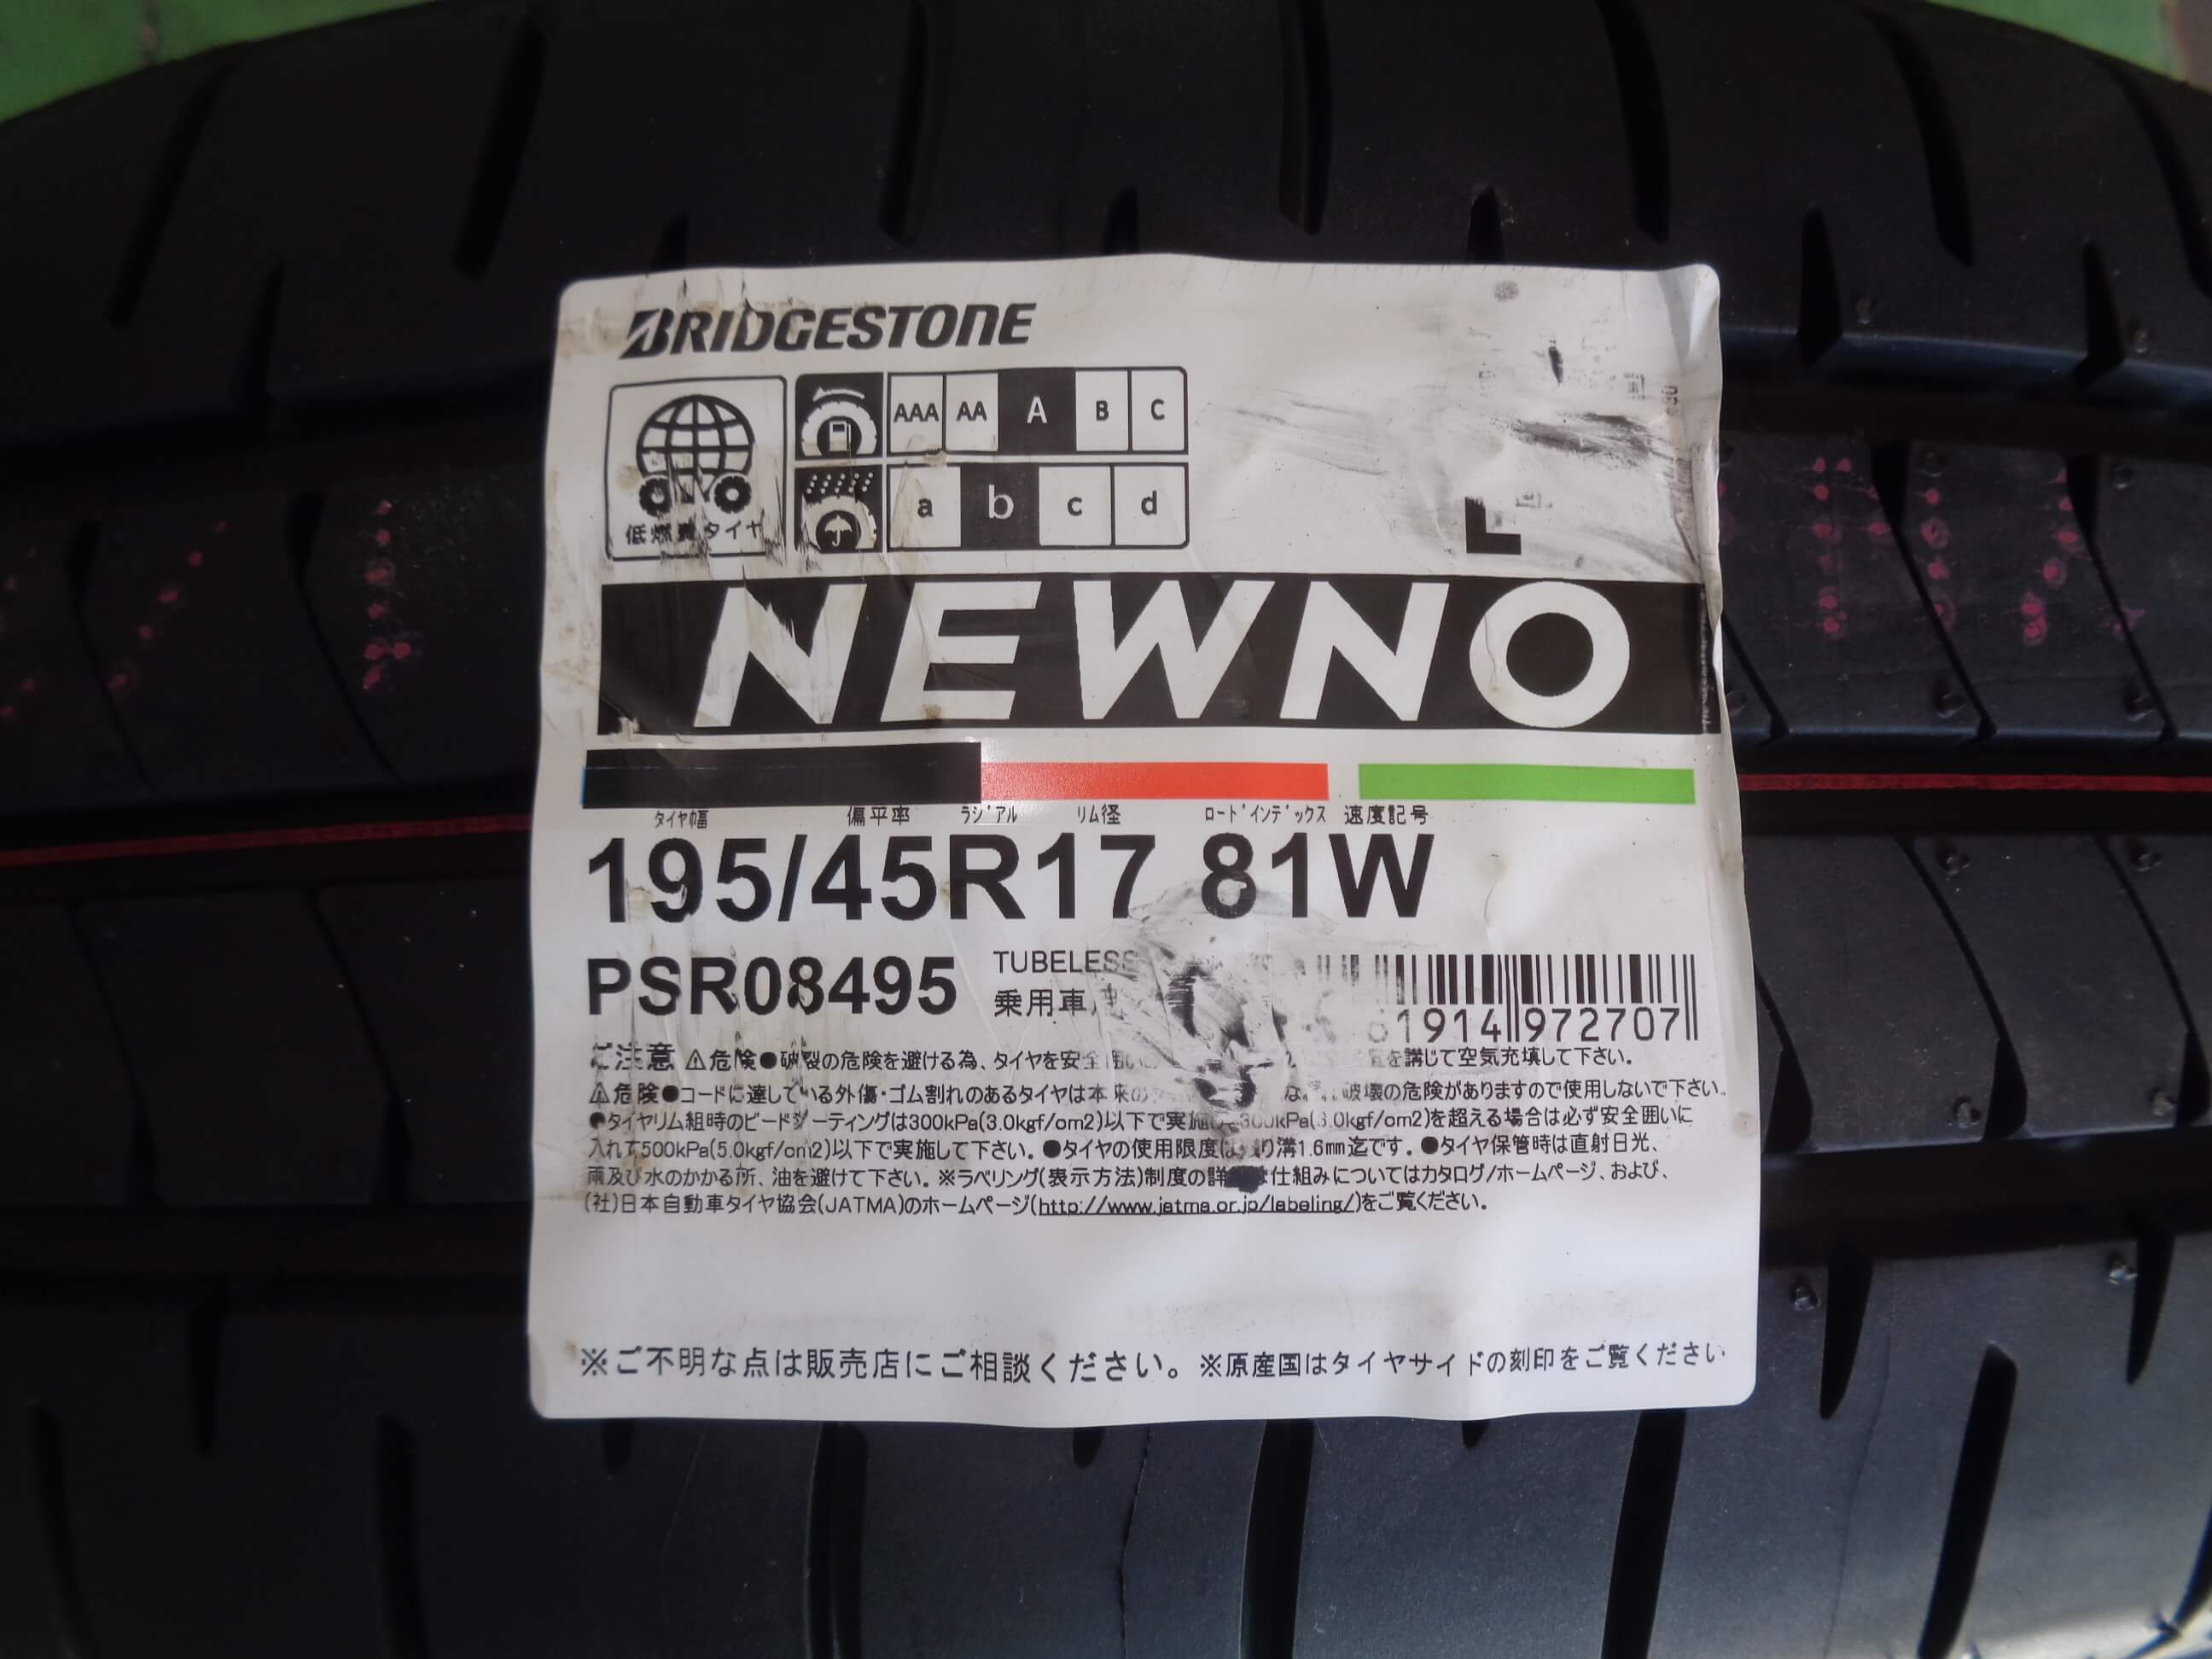 BRIDGESTONE
AAA AA A B C
低燃費タイヤ
a b c d
L
NEWNO
タイヤ幅 偏平率 ラジアル リム径 ロードインデックス 速度記号
195/45R17 81W
PSR08495 TUBELESS
乗用車用
1914 972707
ご注意 ⚠危険●破裂の危険を避ける為、タイヤを安全 を講じて空気充填して下さい。
⚠危険●コードに達している外傷・ゴム割れのあるタイヤは本来の 破壊の危険がありますので使用しないで下さい。
●タイヤリム組時のビードシーティングは300kPa(3.0kgf/cm2)以下で実施し 300kPa(3.0kgf/cm2)を超える場合は必ず安全囲いに
入れて500kPa(5.0kgf/cm2)以下で実施して下さい。●タイヤの使用限度は残り溝1.6mm迄です。●タイヤ保管時は直射日光、
雨及び水のかかる所、油を避けて下さい。※ラベリング(表示方法)制度の詳 仕組みについてはカタログ/ホームページ、および、
(社)日本自動車タイヤ協会(JATMA)のホームページ(http://www.jatma.or.jp/labeling/)をご覧ください。
※ご不明な点は販売店にご相談ください。※原産国はタイヤサイドの刻印をご覧ください